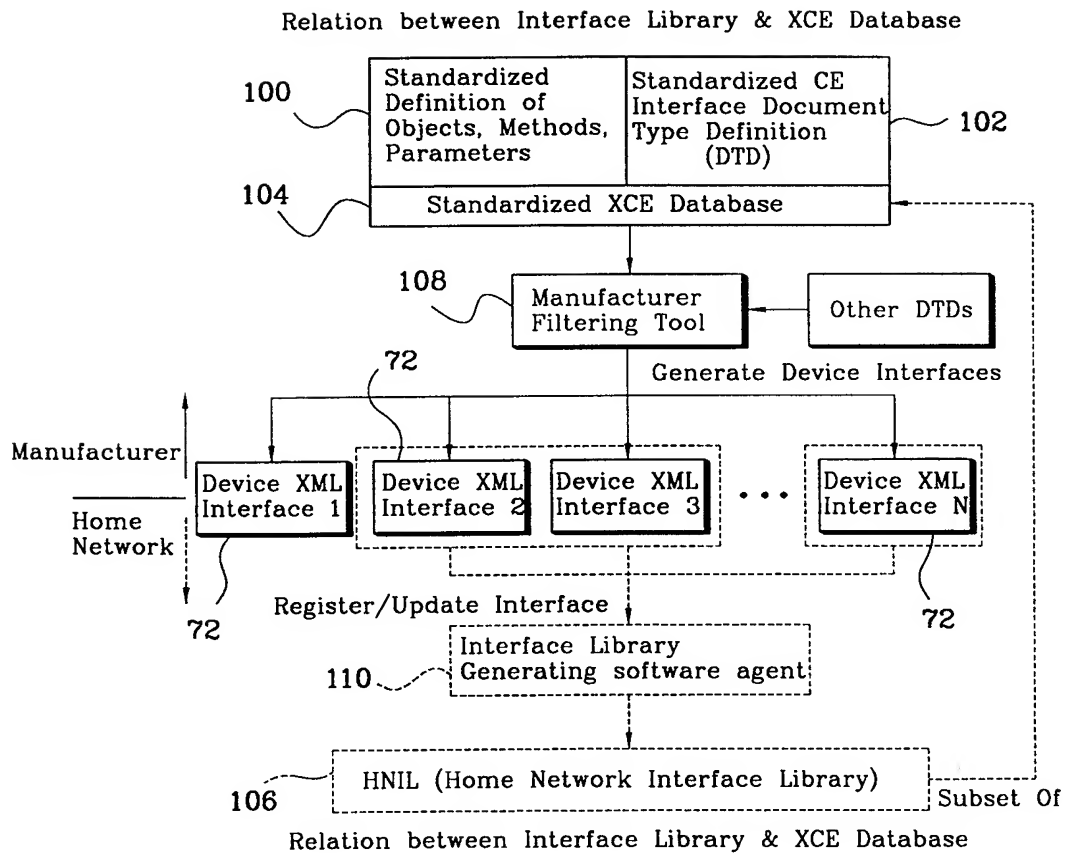 Relation between Interface Library & XCE Database
100
Standardized
Definition of
Objects, Methods,
Parameters
Standardized CE
Interface Document
Type Definition
(DTD)
102
104
Standardized XCE Database
108
Manufacturer
Filtering Tool
Other DTDs
72
Generate Device Interfaces
Manufacturer
Home
Network
Device XML
Interface 1
Device XML
Interface 2
Device XML
Interface 3
Device XML
Interface N
72
Register/Update Interface
72
110
Interface Library
Generating software agent
106
HNIL (Home Network Interface Library)
Subset Of
Relation between Interface Library & XCE Database